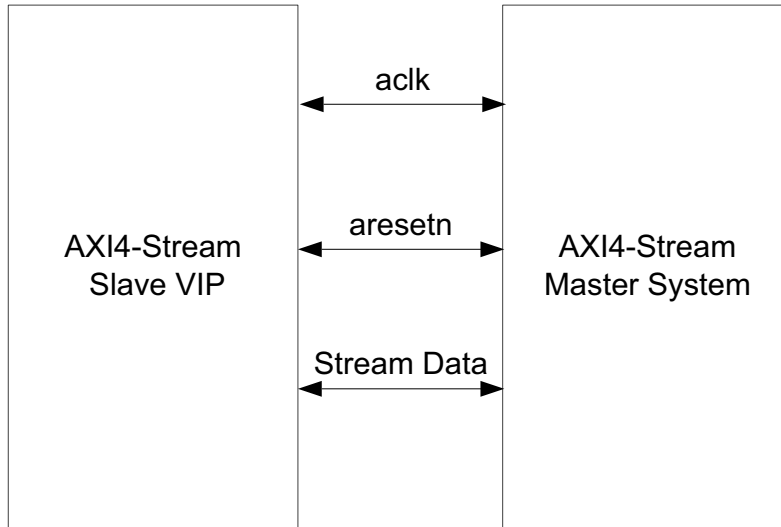 aclk
AXI4-Stream
Slave VIP
aresetn
AXI4-Stream
Master System
Stream Data